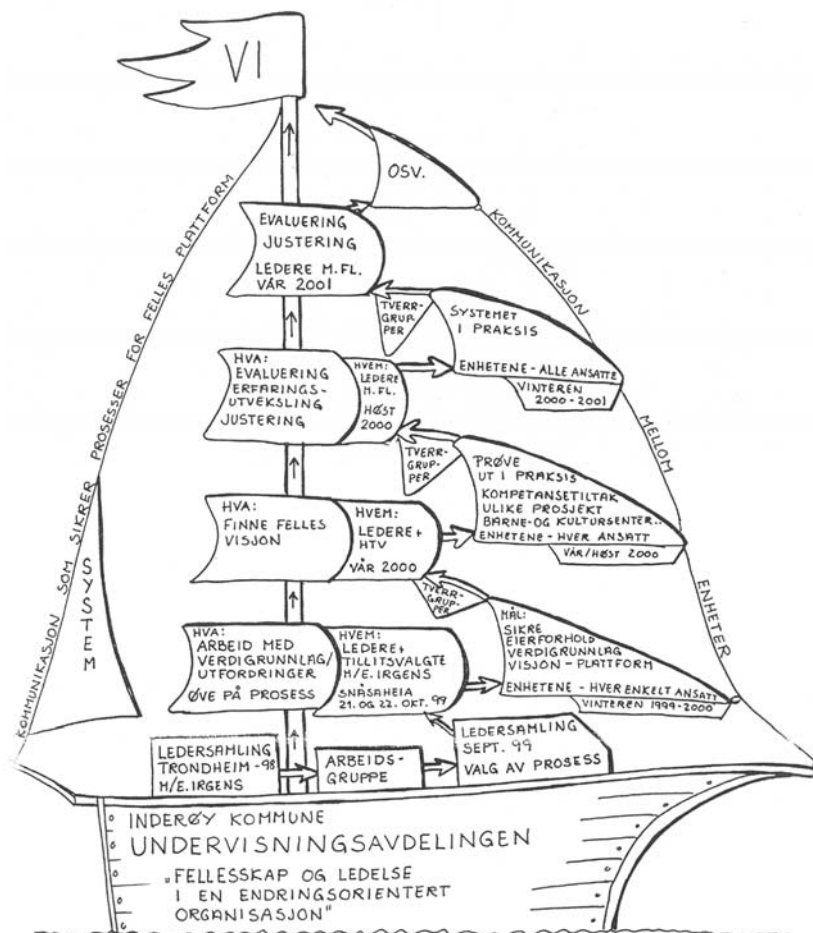 VI
OSV.
KOMMUNIKASJON SOM SIKRER PROSESSER FOR FELLES PLATTFORM
KOMMUNIKASJON MELLOM ENHETER
EVALUERING
JUSTERING
LEDERE M.FL.
VÅR 2001
TVERR-
GRUP-
PER
SYSTEMET
I PRAKSIS
ENHETENE - ALLE ANSATTE
VINTEREN
2000-2001
HVA:
EVALUERING
ERFARINGS-
UTVEKSLING
JUSTERING
HVEM:
LEDERE
M.FL.
HØST
2000
TVERR-
GRUP-
PER
PRØVE
UT I PRAKSIS
KOMPETANSETILTAK
ULIKE PROSJEKT
BARNE-OG KULTURSENTER..
ENHETENE - HVER ANSATT
VÅR/HØST 2000
SYSTEM
HVA:
FINNE FELLES
VISJON
HVEM:
LEDERE+
HTV
VÅR 2000
TVERR-
GRUP-
PER
MÅL:
SIKRE
EIERFORHOLD
VERDIGRUNNLAG
VISJON-PLATTFORM
ENHETENE - HVER ENKELT ANSATT
VINTEREN 1999-2000
HVA:
ARBEID MED
VERDIGRUNNLAG/
UTFORDRINGER
ØVE PÅ PROSESS
HVEM:
LEDERE+
TILLITSVALGTE
M/E.IRGENS
SNÅSAHEIA
21. OG 22. OKT. 99
LEDERSAMLING
TRONDHEIM-98
M/E.IRGENS
ARBEIDS-
GRUPPE
LEDERSAMLING
SEPT. 99
VALG AV PROSESS
INDERØY KOMMUNE
UNDERVISNINGSAVDELINGEN
„FELLESSKAP OG LEDELSE
I EN ENDRINGSORIENTERT
ORGANISASJON"